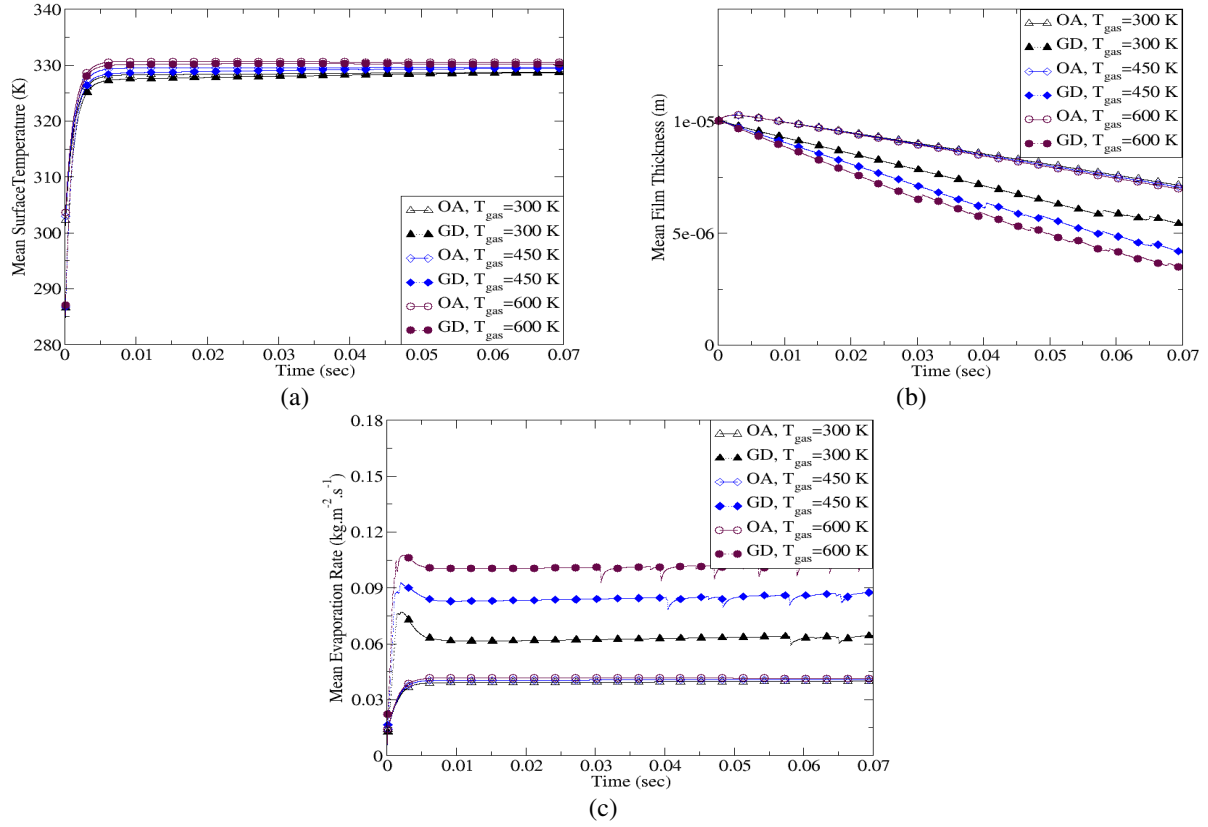 340
330
320
310
300
290
280
Mean SurfaceTemperature (K)
OA, T_gas=300 K
GD, T_gas=300 K
OA, T_gas=450 K
GD, T_gas=450 K
OA, T_gas=600 K
GD, T_gas=600 K
0 0.01 0.02 0.03 0.04 0.05 0.06 0.07
Time (sec)
(a)
OA, T_gas=300 K
GD, T_gas=300 K
OA, T_gas=450 K
GD, T_gas=450 K
OA, T_gas=600 K
GD, T_gas=600 K
1e-05
5e-06
0
Mean Film Thickness (m)
0 0.01 0.02 0.03 0.04 0.05 0.06 0.07
Time (sec)
(b)
0.18
0.15
0.12
0.09
0.06
0.03
0
Mean Evaporation Rate (kg.m⁻².s⁻¹)
OA, T_gas=300 K
GD, T_gas=300 K
OA, T_gas=450 K
GD, T_gas=450 K
OA, T_gas=600 K
GD, T_gas=600 K
0 0.01 0.02 0.03 0.04 0.05 0.06 0.07
Time (sec)
(c)